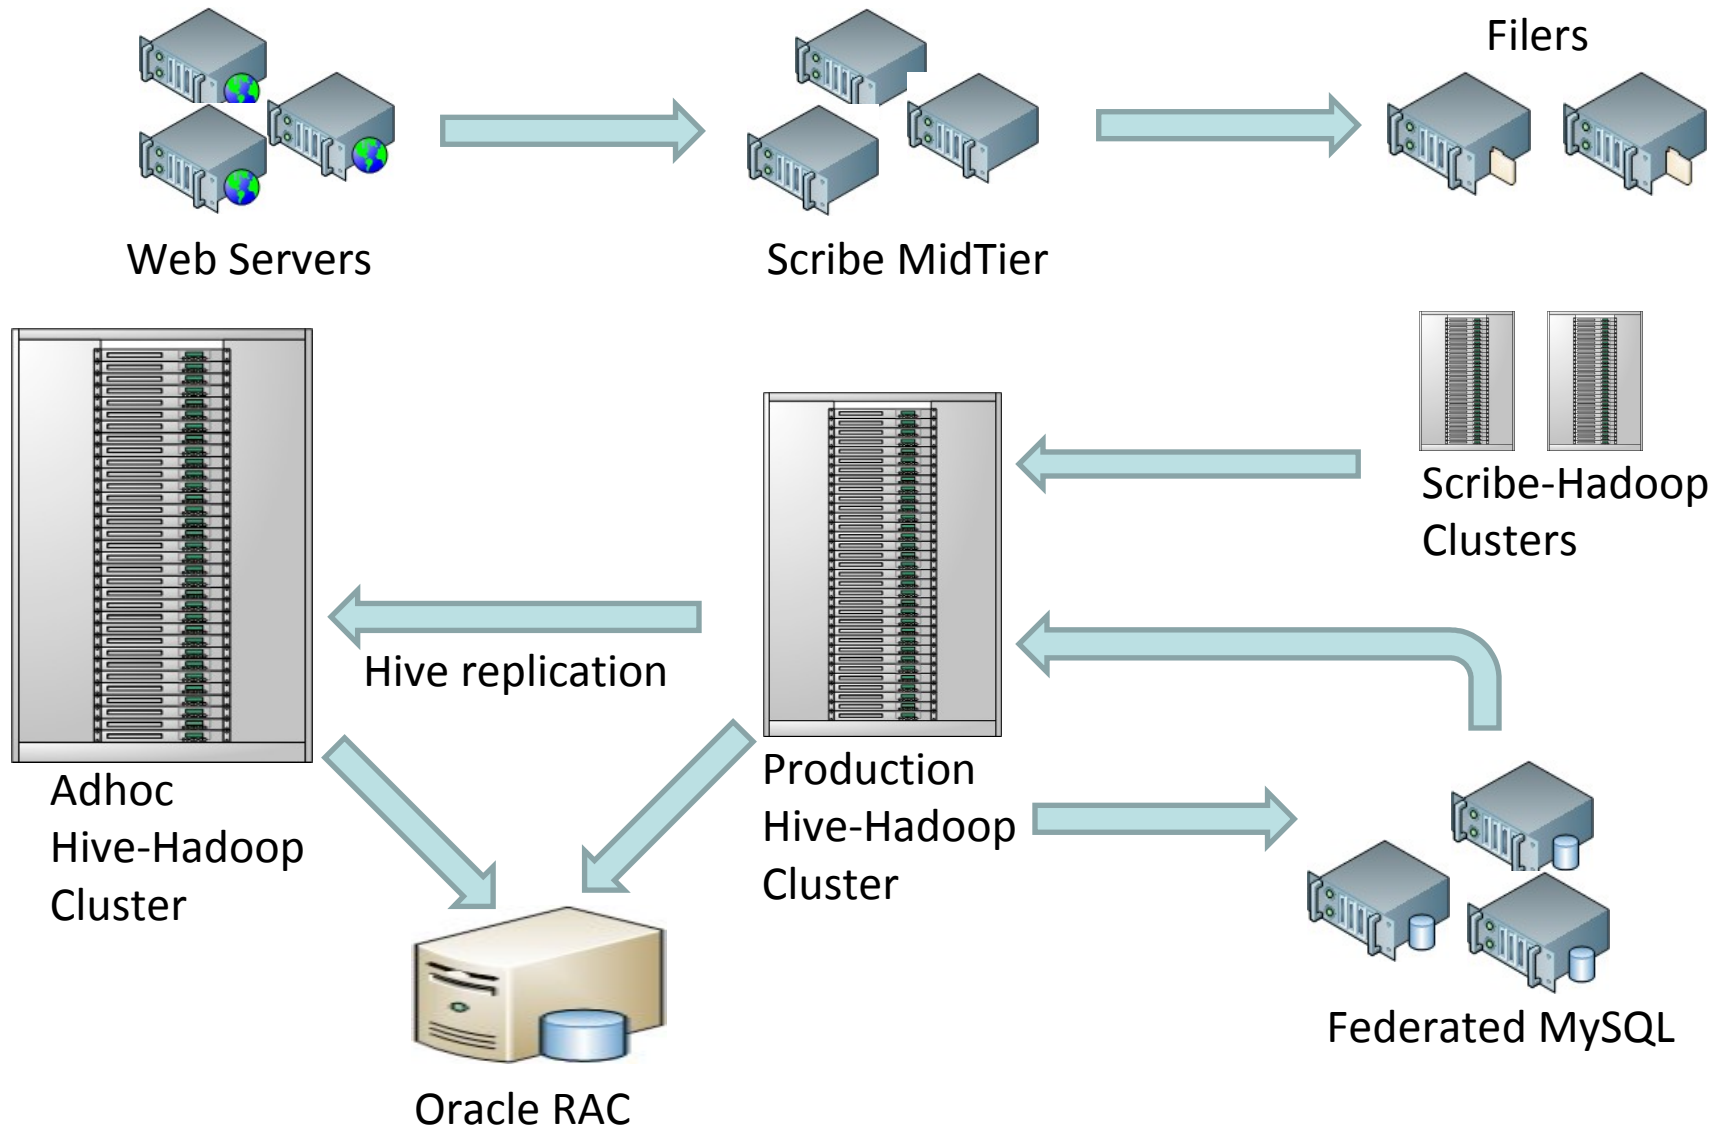 Filers
Web Servers
Scribe MidTier
Scribe-Hadoop
Clusters
Hive replication
Adhoc
Hive-Hadoop
Cluster
Production
Hive-Hadoop
Cluster
Federated MySQL
Oracle RAC